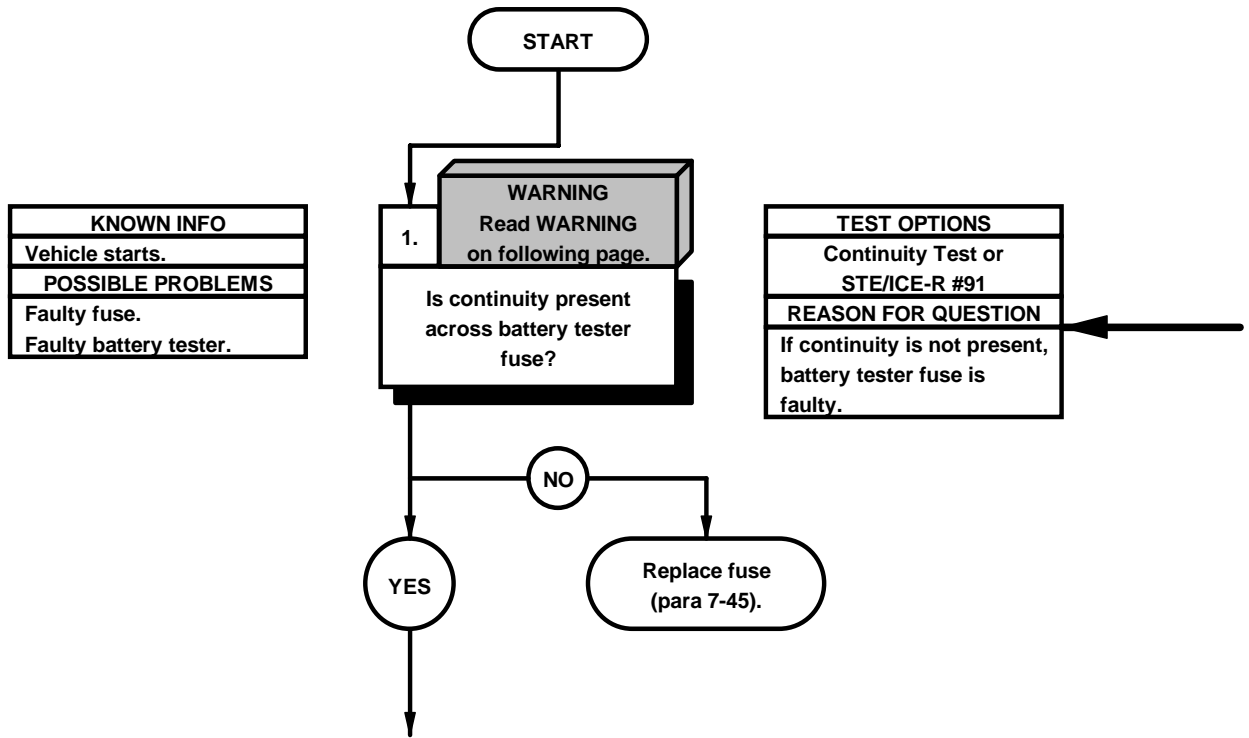 START
KNOWN INFO
Vehicle starts.
POSSIBLE PROBLEMS
Faulty fuse.
Faulty battery tester.
1.
WARNING
Read WARNING
on following page.
Is continuity present
across battery tester
fuse?
TEST OPTIONS
Continuity Test or
STE/ICE-R #91
REASON FOR QUESTION
If continuity is not present,
battery tester fuse is
faulty.
NO
YES
Replace fuse
(para 7-45).